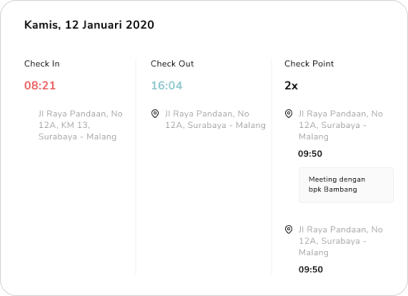 Kamis, 12 Januari 2020
Check In
08:21
Jl Raya Pandaan, No
12A, KM 13,
Surabaya - Malang
Check Out
16:04
Jl Raya Pandaan, No
12A, Surabaya - Malang
Check Point
2x
Jl Raya Pandaan, No
12A, Surabaya -
Malang
09:50
Meeting dengan
bpk Bambang
Jl Raya Pandaan, No
12A, Surabaya -
Malang
09:50